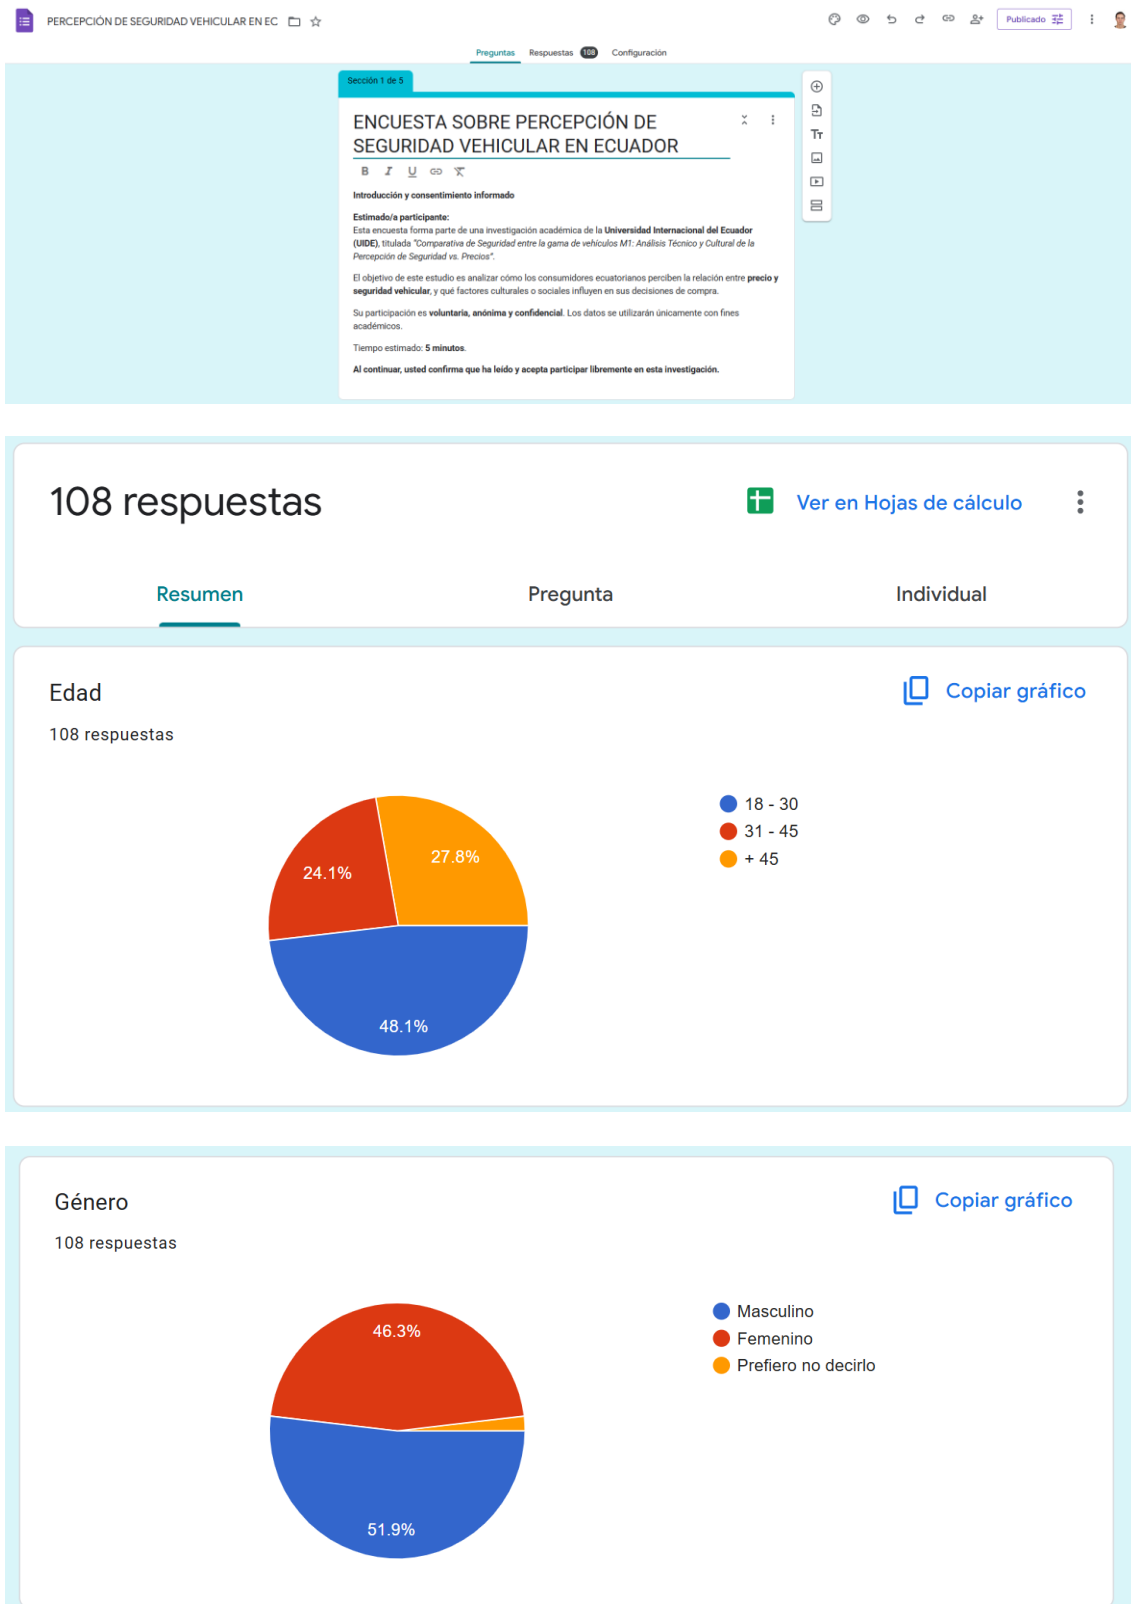 PERCEPCIÓN DE SEGURIDAD VEHICULAR EN EC
Publicado
Preguntas Respuestas 108 Configuración
Sección 1 de 5
ENCUESTA SOBRE PERCEPCIÓN DE
SEGURIDAD VEHICULAR EN ECUADOR
B I U
Introducción y consentimiento informado
Estimado/a participante:
Esta encuesta forma parte de una investigación académica de la Universidad Internacional del Ecuador
(UIDE), titulada "Comparativa de Seguridad entre la gama de vehículos M1: Análisis Técnico y Cultural de la
Percepción de Seguridad vs. Precios".
El objetivo de este estudio es analizar cómo los consumidores ecuatorianos perciben la relación entre precio y
seguridad vehicular, y qué factores culturales o sociales influyen en sus decisiones de compra.
Su participación es voluntaria, anónima y confidencial. Los datos se utilizarán únicamente con fines
académicos.
Tiempo estimado: 5 minutos.
Al continuar, usted confirma que ha leído y acepta participar libremente en esta investigación.
Tт
108 respuestas
Ver en Hojas de cálculo
Resumen Pregunta Individual
Edad
Copiar gráfico
108 respuestas
18 - 30
31 - 45
+ 45
24.1%
27.8%
48.1%
Género
Copiar gráfico
108 respuestas
Masculino
Femenino
Prefiero no decirlo
46.3%
51.9%